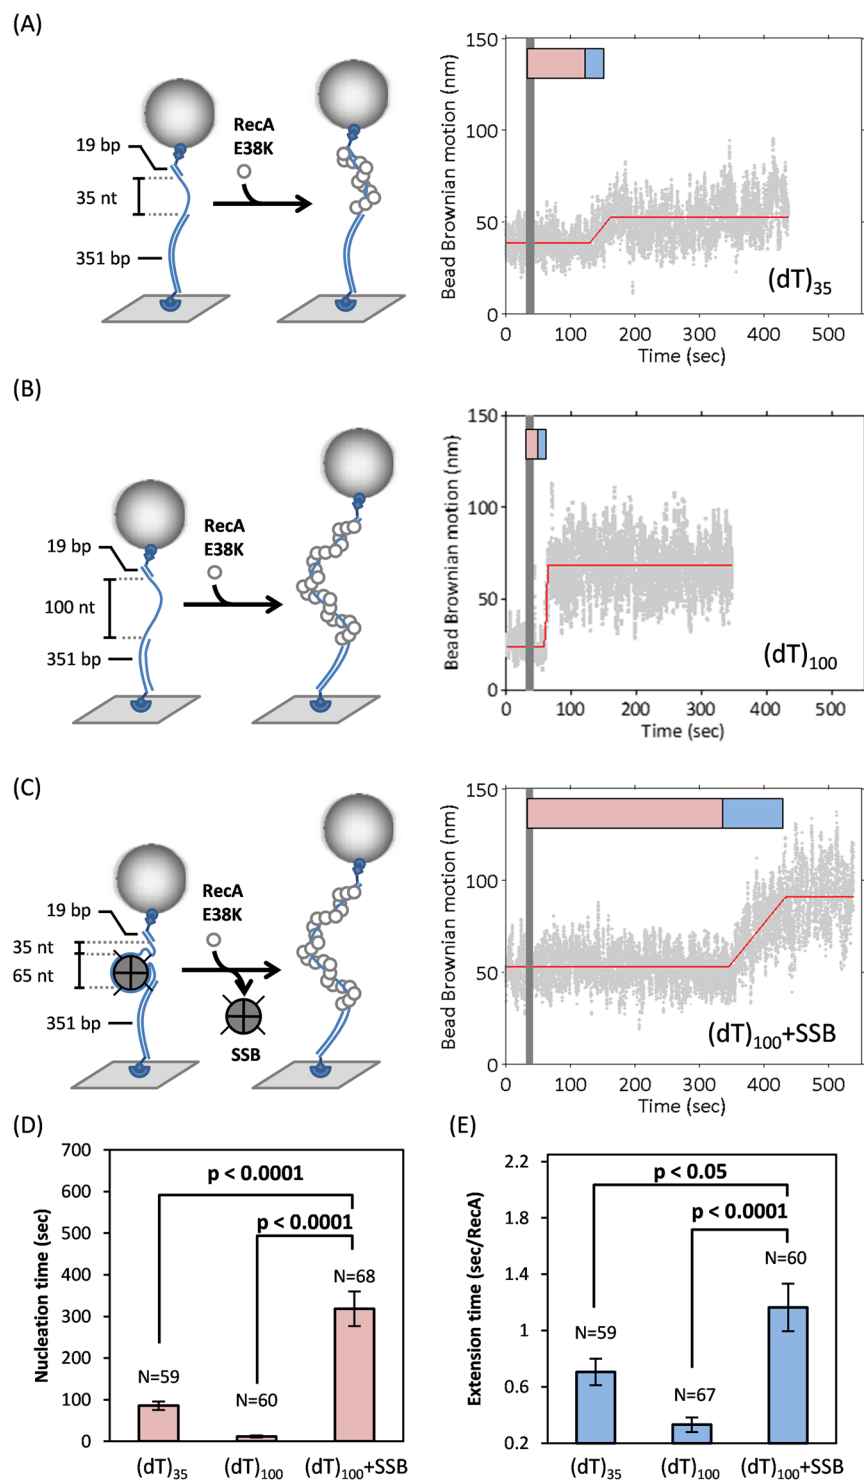 (A)
RecA
E38K
19 bp
35 nt
351 bp
150
100
50
0
Bead Brownian motion (nm)
(dT)35
0 100 200 300 400 500
Time (sec)
(B)
RecA
E38K
19 bp
100 nt
351 bp
150
100
50
0
Bead Brownian motion (nm)
(dT)100
0 100 200 300 400 500
Time (sec)
(C)
RecA
E38K
19 bp
35 nt
65 nt
351 bp
SSB
150
100
50
0
Bead Brownian motion (nm)
(dT)100+SSB
0 100 200 300 400 500
Time (sec)
(D)
700
600
500
400
300
200
100
0
Nucleation time (sec)
p < 0.0001
p < 0.0001
N=68
N=59
N=60
(dT)35 (dT)100 (dT)100+SSB
(E)
2.2
1.8
1.4
1
0.6
0.2
Extension time (sec/RecA)
p < 0.05
p < 0.0001
N=60
N=59
N=67
(dT)35 (dT)100 (dT)100+SSB